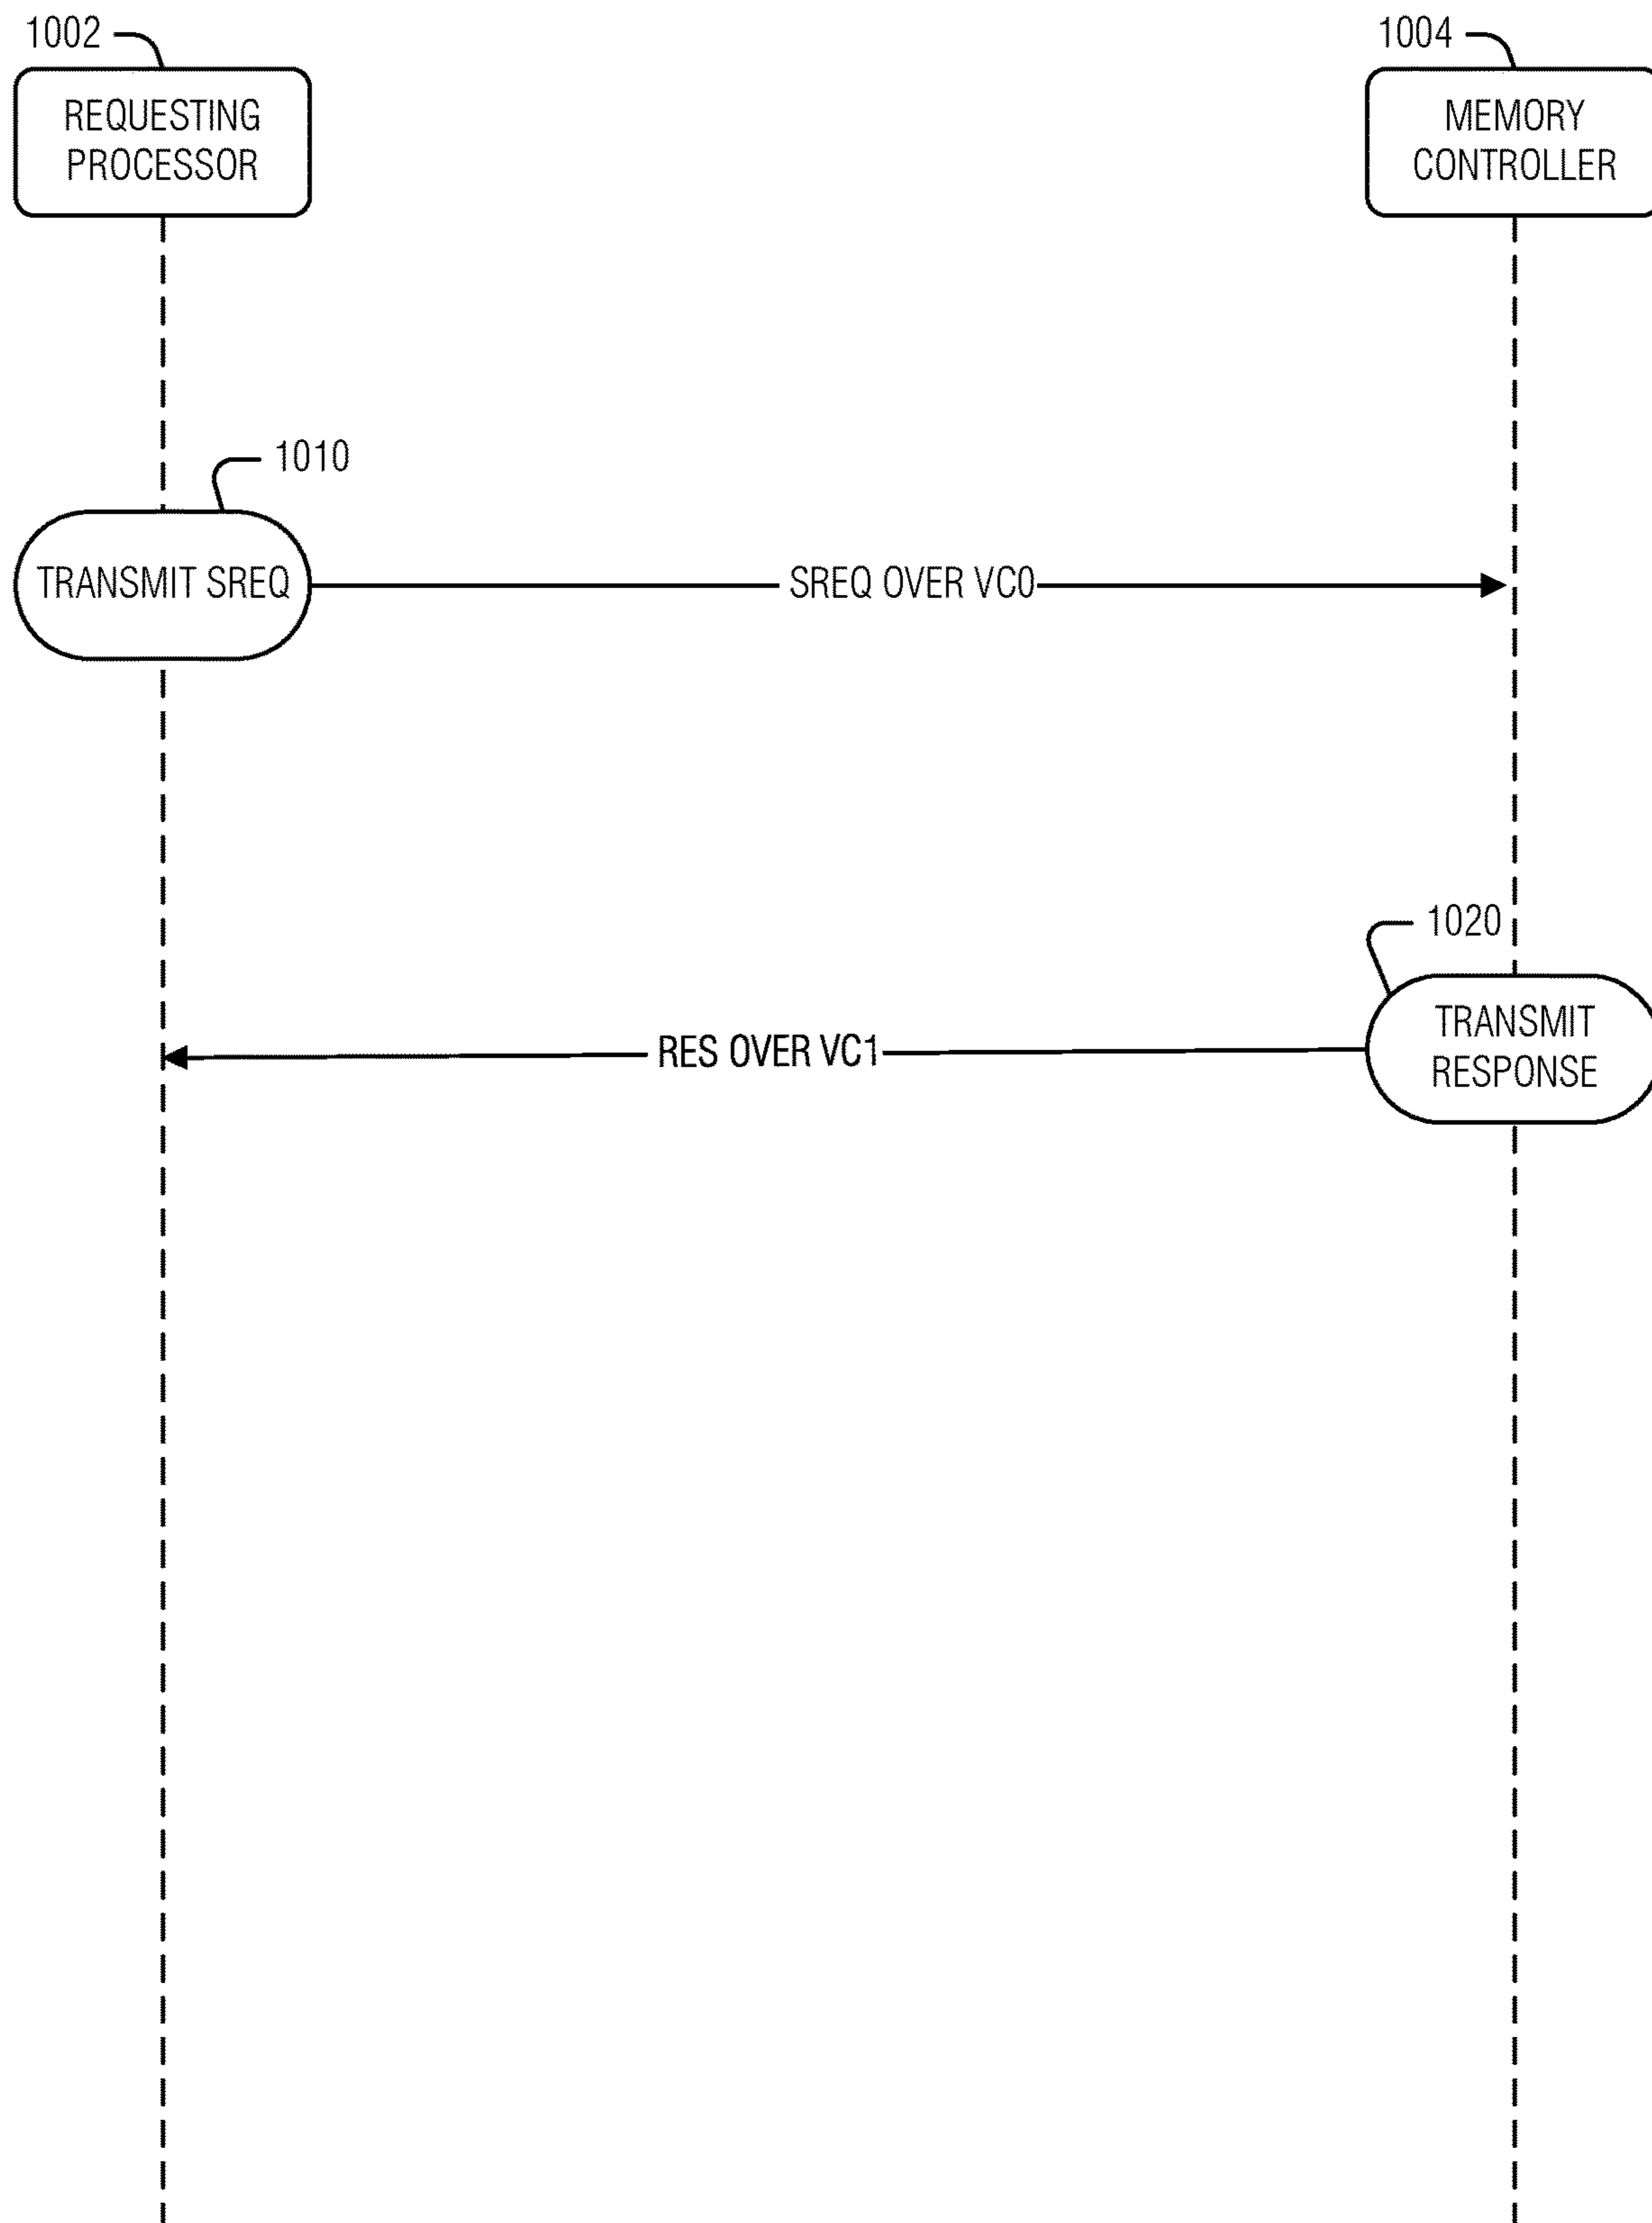 1002
1004
REQUESTING
PROCESSOR
MEMORY
CONTROLLER
1010
TRANSMIT SREQ
SREQ OVER VC0
1020
RES OVER VC1
TRANSMIT
RESPONSE